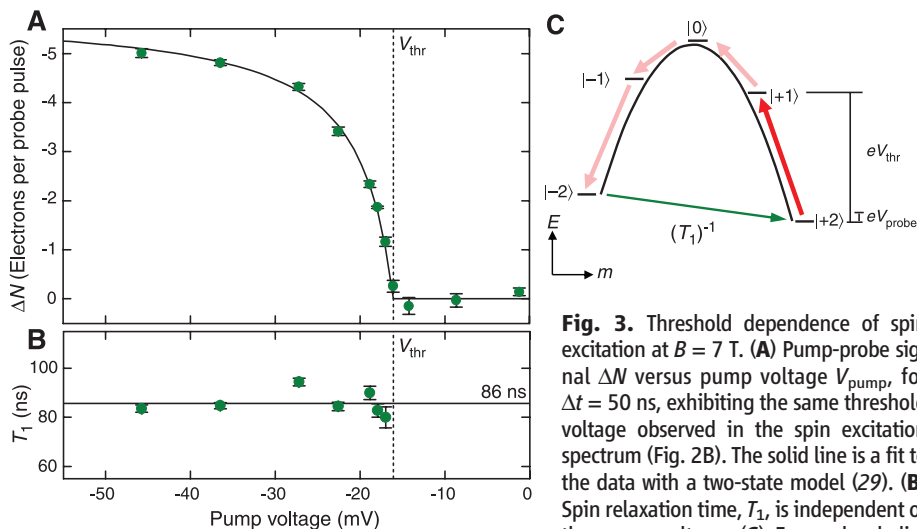 A
V_thr
-5
-4
-3
-2
-1
0
ΔN (Electrons per probe pulse)
B
V_thr
100
80
60
86 ns
T_1 (ns)
-50 -40 -30 -20 -10 0
Pump voltage (mV)
C
|0⟩
|−1⟩
|+1⟩
|−2⟩
|+2⟩
eV_thr
eV_probe
(T_1)^-1
E
m
Fig. 3. Threshold dependence of spin
excitation at B = 7 T. (A) Pump-probe sig
nal ΔN versus pump voltage V_pump, fo
Δt = 50 ns, exhibiting the same threshold
voltage observed in the spin excitation
spectrum (Fig. 2B). The solid line is a fit to
the data with a two-state model (29). (B
Spin relaxation time, T_1, is independent o